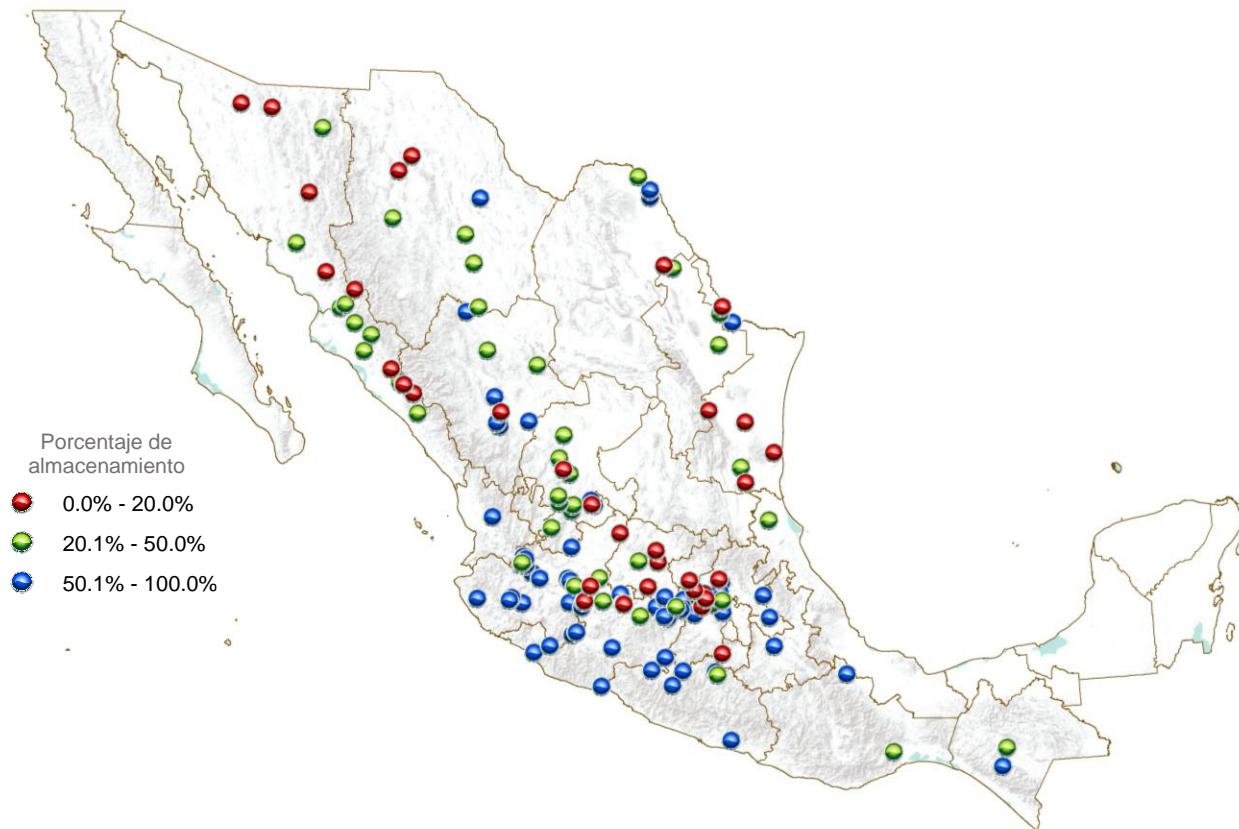 Porcentaje de
almacenamiento
0.0% - 20.0%
20.1% - 50.0%
50.1% - 100.0%